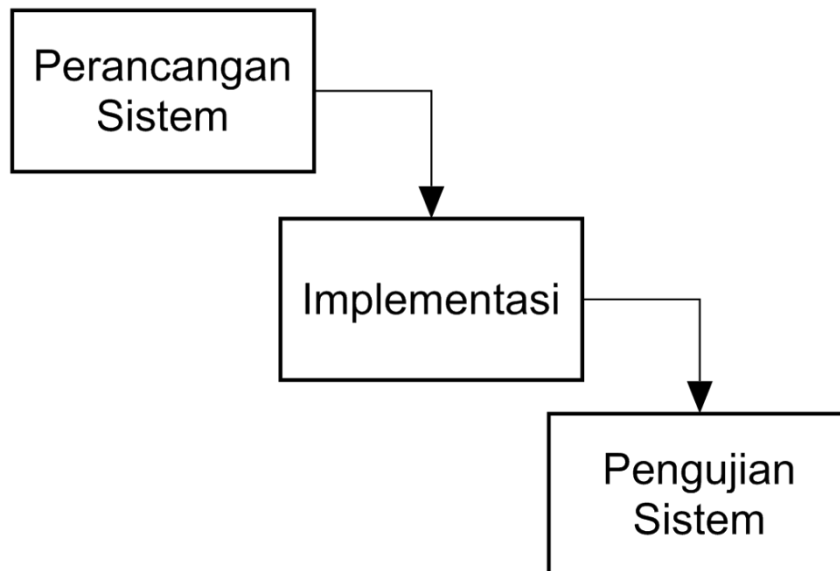 Perancangan
Sistem
Implementasi
Pengujian
Sistem